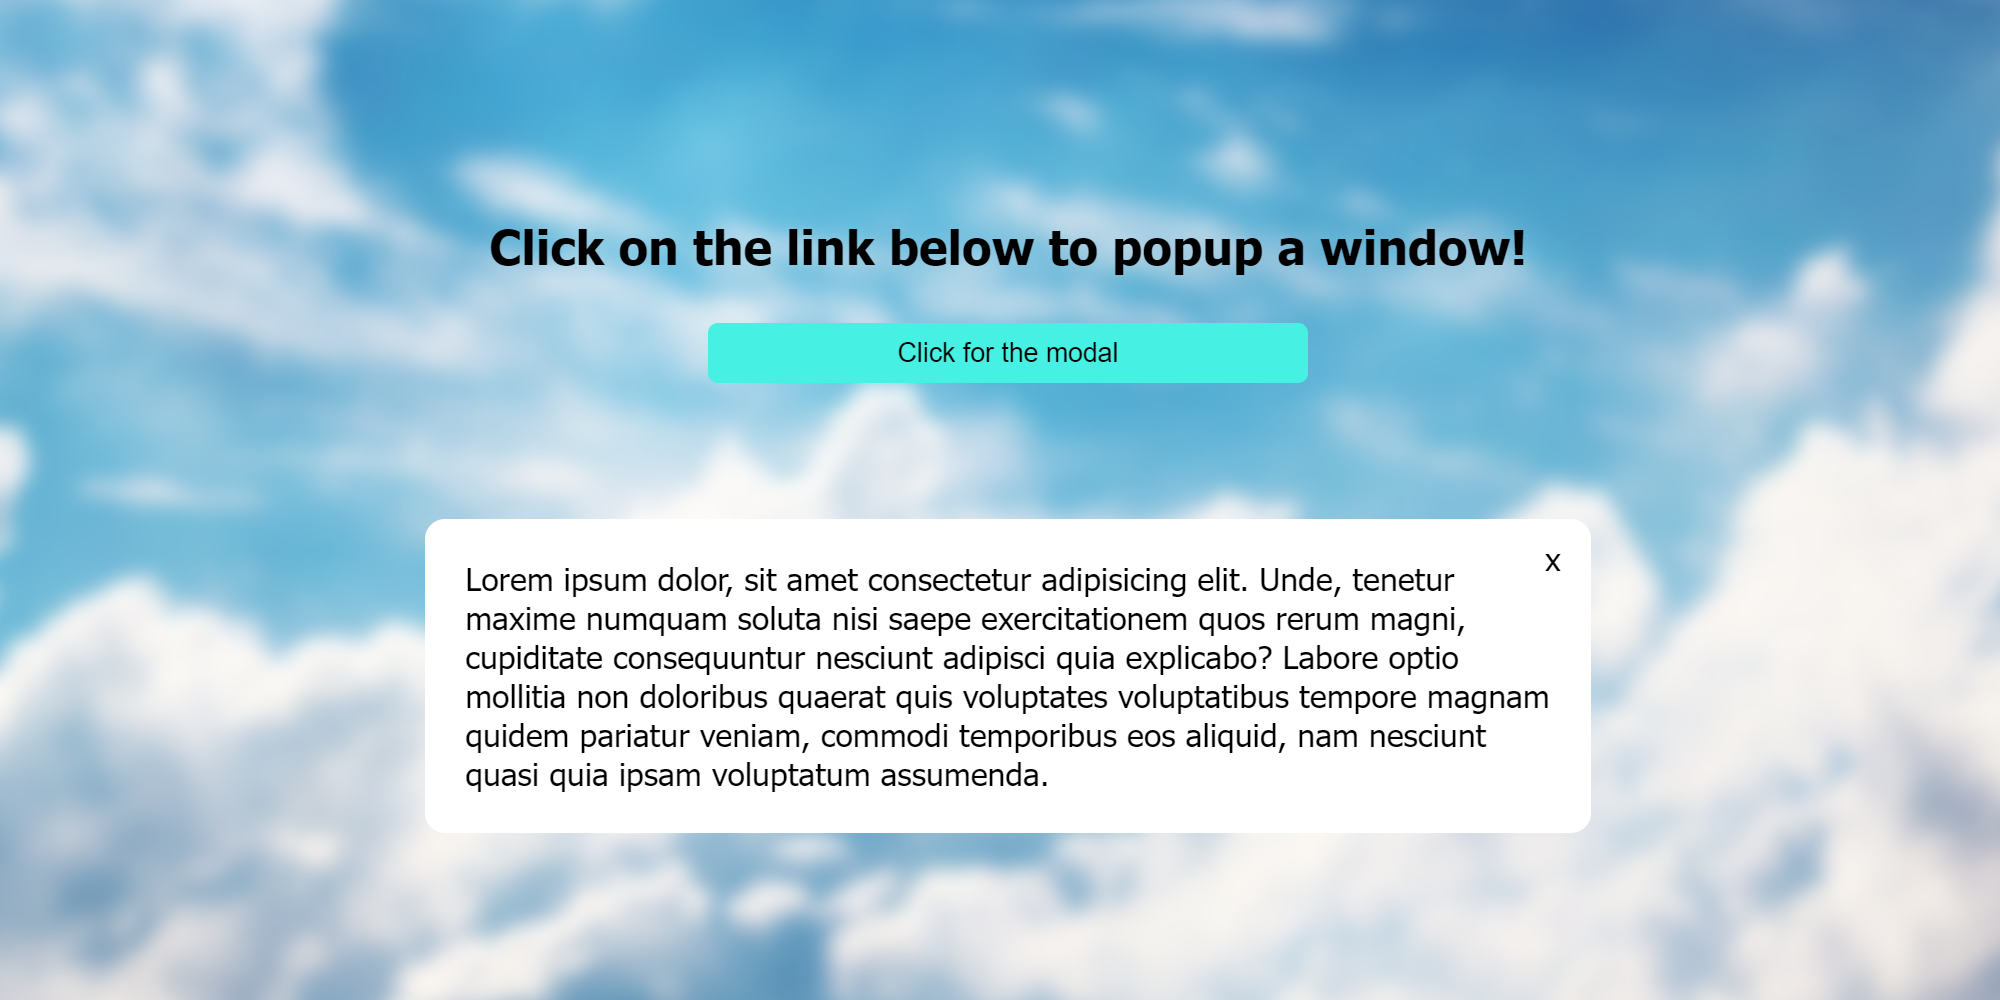 Click on the link below to popup a window!
Click for the modal
x
Lorem ipsum dolor, sit amet consectetur adipisicing elit. Unde, tenetur
maxime numquam soluta nisi saepe exercitationem quos rerum magni,
cupiditate consequuntur nesciunt adipisci quia explicabo? Labore optio
mollitia non doloribus quaerat quis voluptates voluptatibus tempore magnam
quidem pariatur veniam, commodi temporibus eos aliquid, nam nesciunt
quasi quia ipsam voluptatum assumenda.